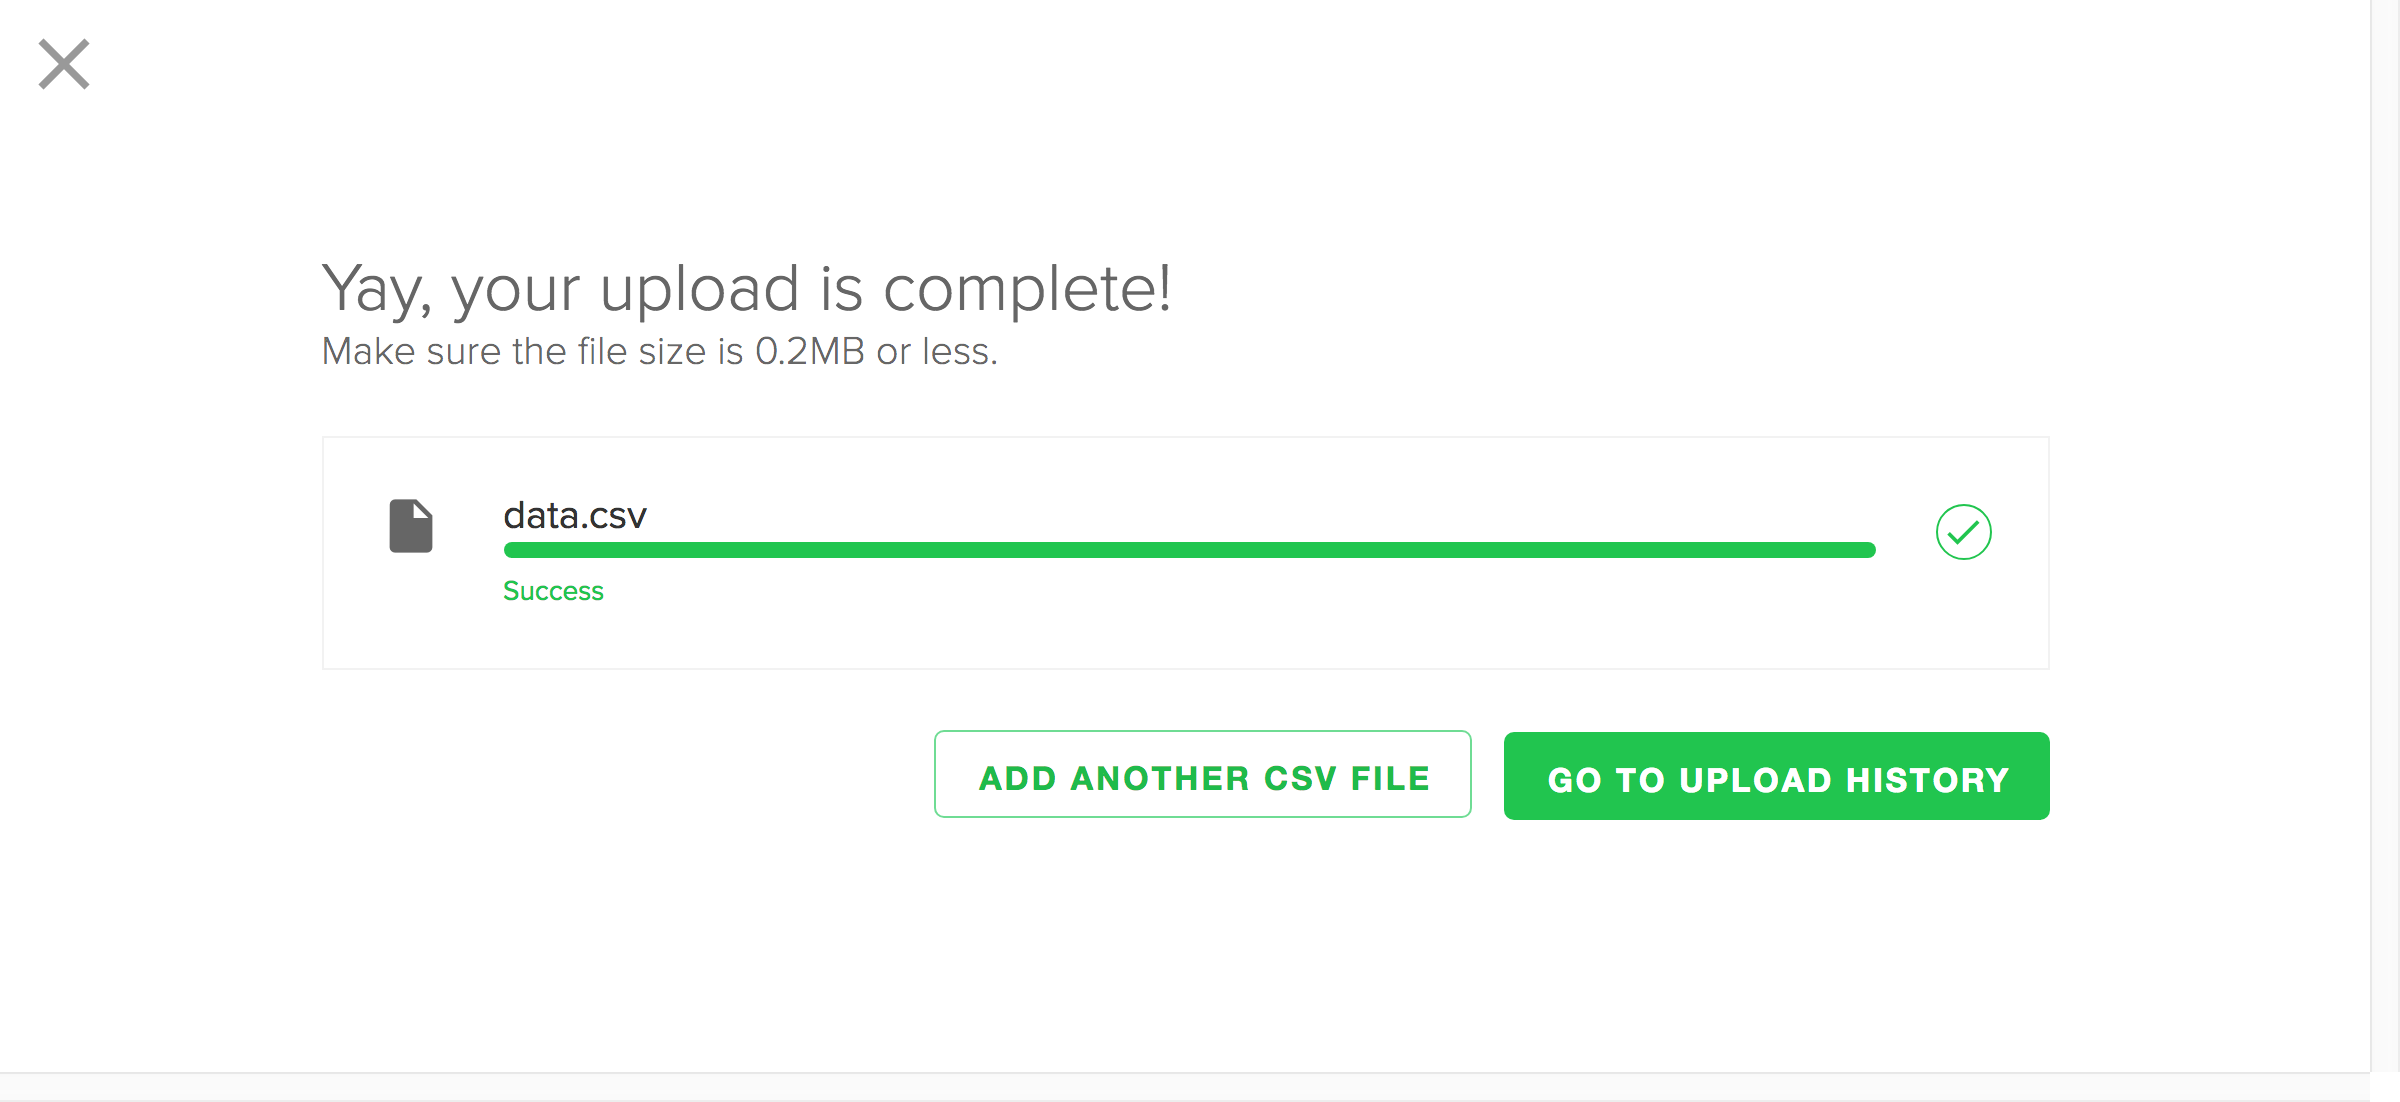 Yay, your upload is complete!
Make sure the file size is 0.2MB or less.
data.csv
Success
ADD ANOTHER CSV FILE
GO TO UPLOAD HISTORY